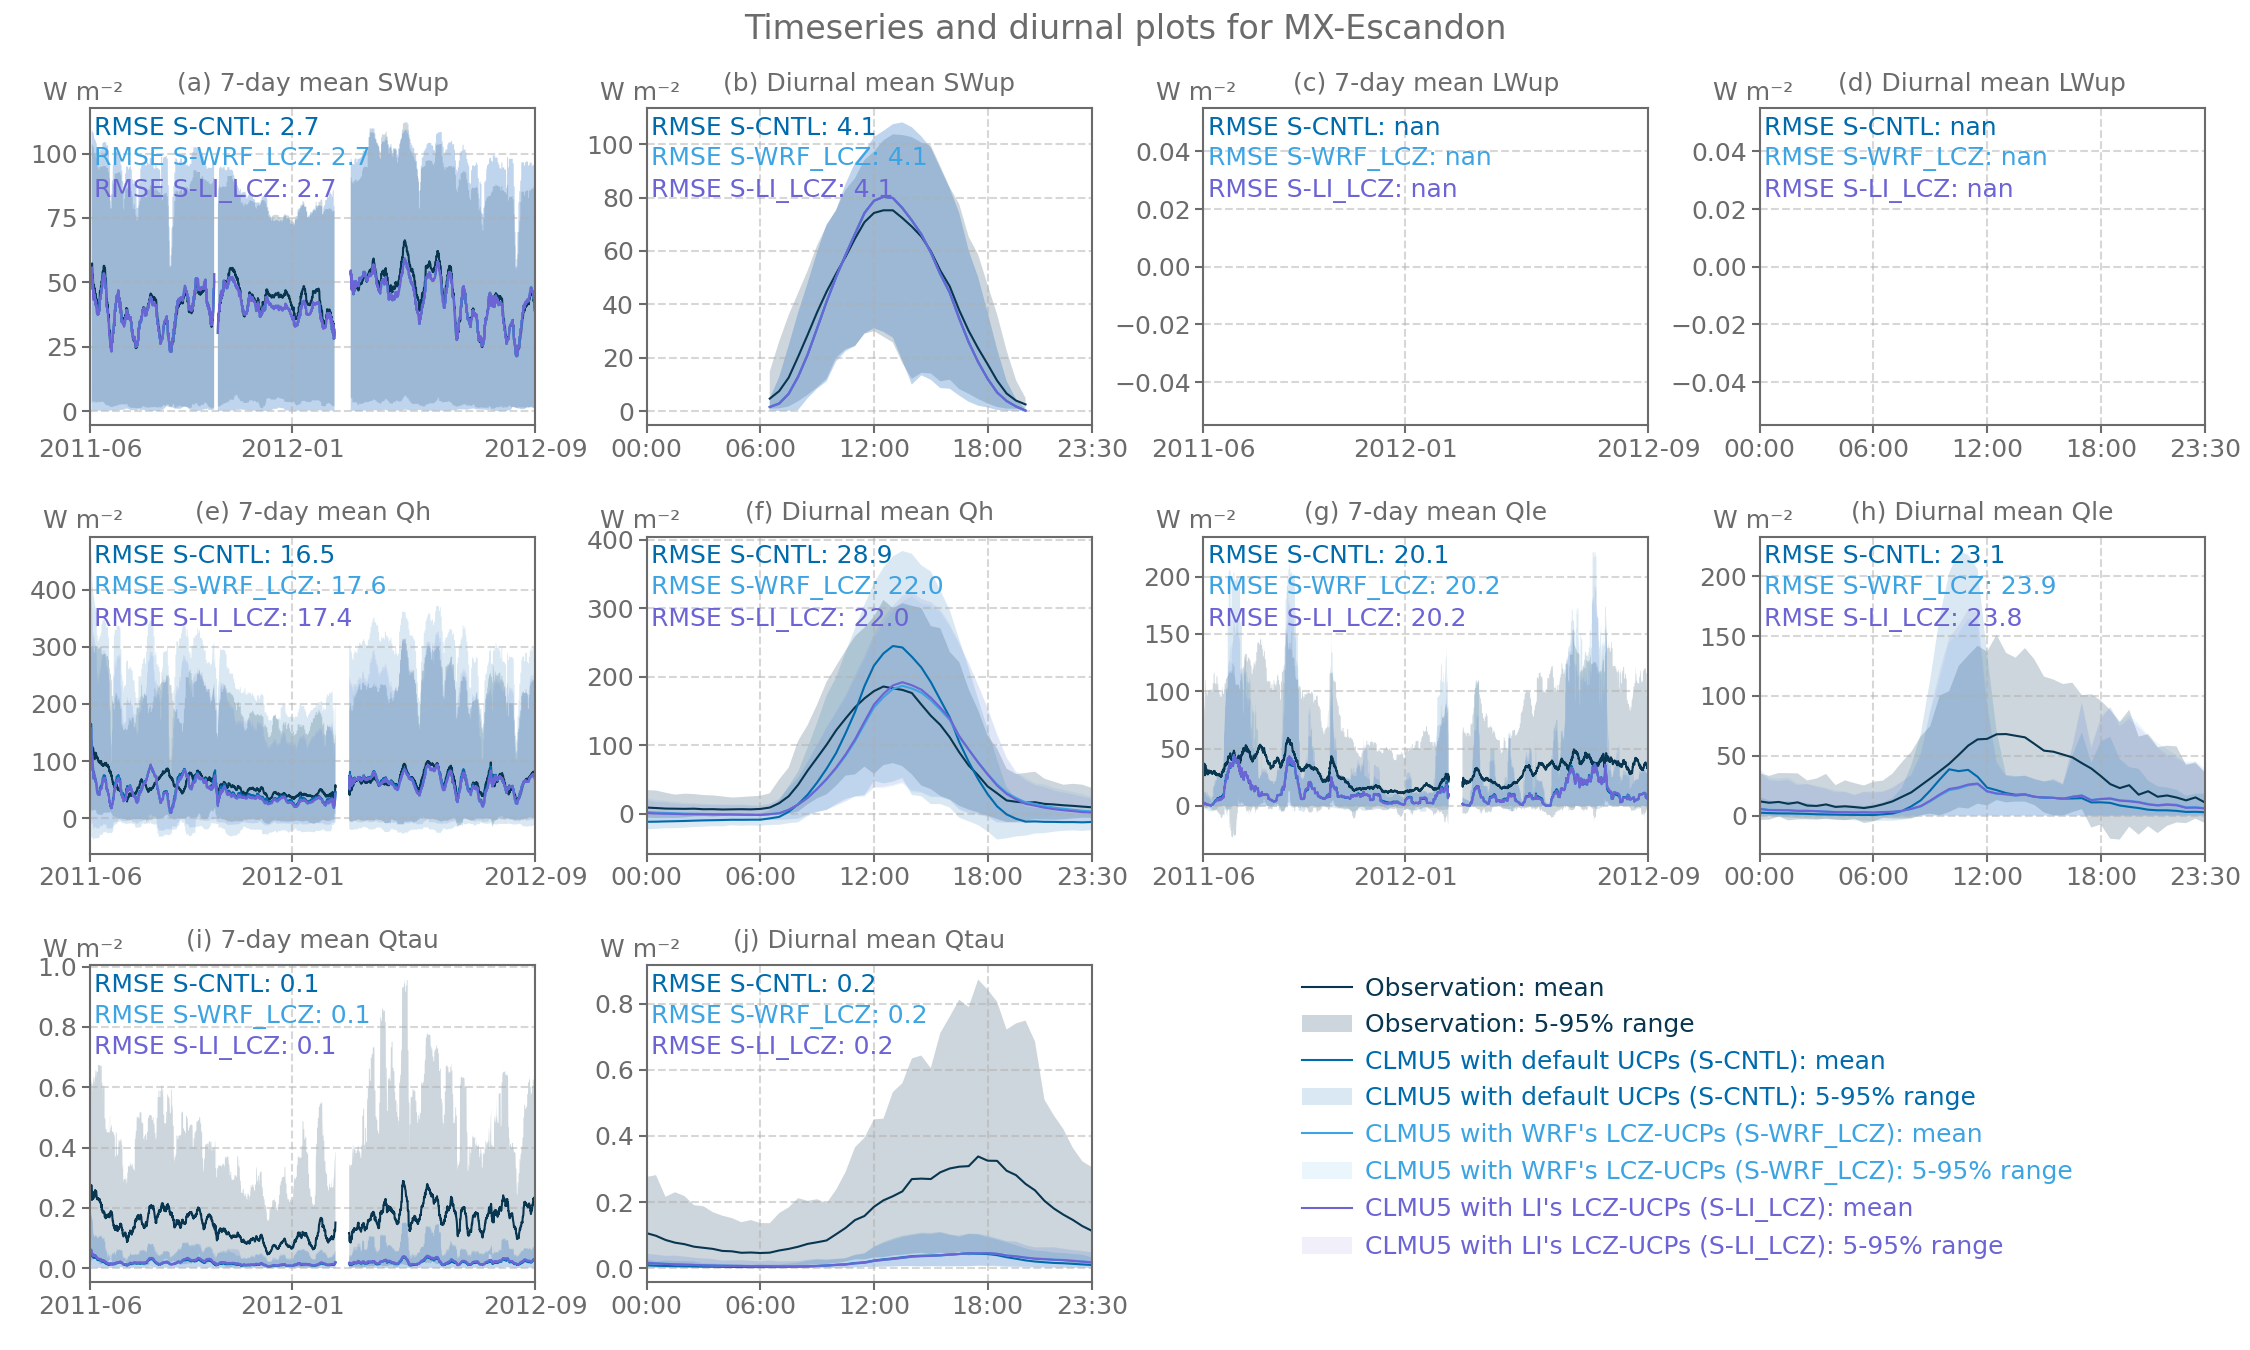 Timeseries and diurnal plots for MX-Escandon
W m⁻² (a) 7-day mean SWup
RMSE S-CNTL: 2.7
RMSE S-WRF_LCZ: 2.7
RMSE S-LI_LCZ: 2.7
100
75
50
25
0
2011-06 2012-01 2012-09
W m⁻² (b) Diurnal mean SWup
RMSE S-CNTL: 4.1
RMSE S-WRF_LCZ: 4.1
RMSE S-LI_LCZ: 4.1
100
80
60
40
20
0
00:00 06:00 12:00 18:00 23:30
W m⁻² (c) 7-day mean LWup
RMSE S-CNTL: nan
RMSE S-WRF_LCZ: nan
RMSE S-LI_LCZ: nan
0.04
0.02
0.00
−0.02
−0.04
2011-06 2012-01 2012-09
W m⁻² (d) Diurnal mean LWup
RMSE S-CNTL: nan
RMSE S-WRF_LCZ: nan
RMSE S-LI_LCZ: nan
0.04
0.02
0.00
−0.02
−0.04
00:00 06:00 12:00 18:00 23:30
W m⁻² (e) 7-day mean Qh
RMSE S-CNTL: 16.5
RMSE S-WRF_LCZ: 17.6
RMSE S-LI_LCZ: 17.4
400
300
200
100
0
2011-06 2012-01 2012-09
W m⁻² (f) Diurnal mean Qh
RMSE S-CNTL: 28.9
RMSE S-WRF_LCZ: 22.0
RMSE S-LI_LCZ: 22.0
400
300
200
100
0
00:00 06:00 12:00 18:00 23:30
W m⁻² (g) 7-day mean Qle
RMSE S-CNTL: 20.1
RMSE S-WRF_LCZ: 20.2
RMSE S-LI_LCZ: 20.2
200
150
100
50
0
2011-06 2012-01 2012-09
W m⁻² (h) Diurnal mean Qle
RMSE S-CNTL: 23.1
RMSE S-WRF_LCZ: 23.9
RMSE S-LI_LCZ: 23.8
200
150
100
50
0
00:00 06:00 12:00 18:00 23:30
W m⁻² (i) 7-day mean Qtau
RMSE S-CNTL: 0.1
RMSE S-WRF_LCZ: 0.1
RMSE S-LI_LCZ: 0.1
1.0
0.8
0.6
0.4
0.2
0.0
2011-06 2012-01 2012-09
W m⁻² (j) Diurnal mean Qtau
RMSE S-CNTL: 0.2
RMSE S-WRF_LCZ: 0.2
RMSE S-LI_LCZ: 0.2
0.8
0.6
0.4
0.2
0.0
00:00 06:00 12:00 18:00 23:30
Observation: mean
Observation: 5-95% range
CLMU5 with default UCPs (S-CNTL): mean
CLMU5 with default UCPs (S-CNTL): 5-95% range
CLMU5 with WRF's LCZ-UCPs (S-WRF_LCZ): mean
CLMU5 with WRF's LCZ-UCPs (S-WRF_LCZ): 5-95% range
CLMU5 with LI's LCZ-UCPs (S-LI_LCZ): mean
CLMU5 with LI's LCZ-UCPs (S-LI_LCZ): 5-95% range